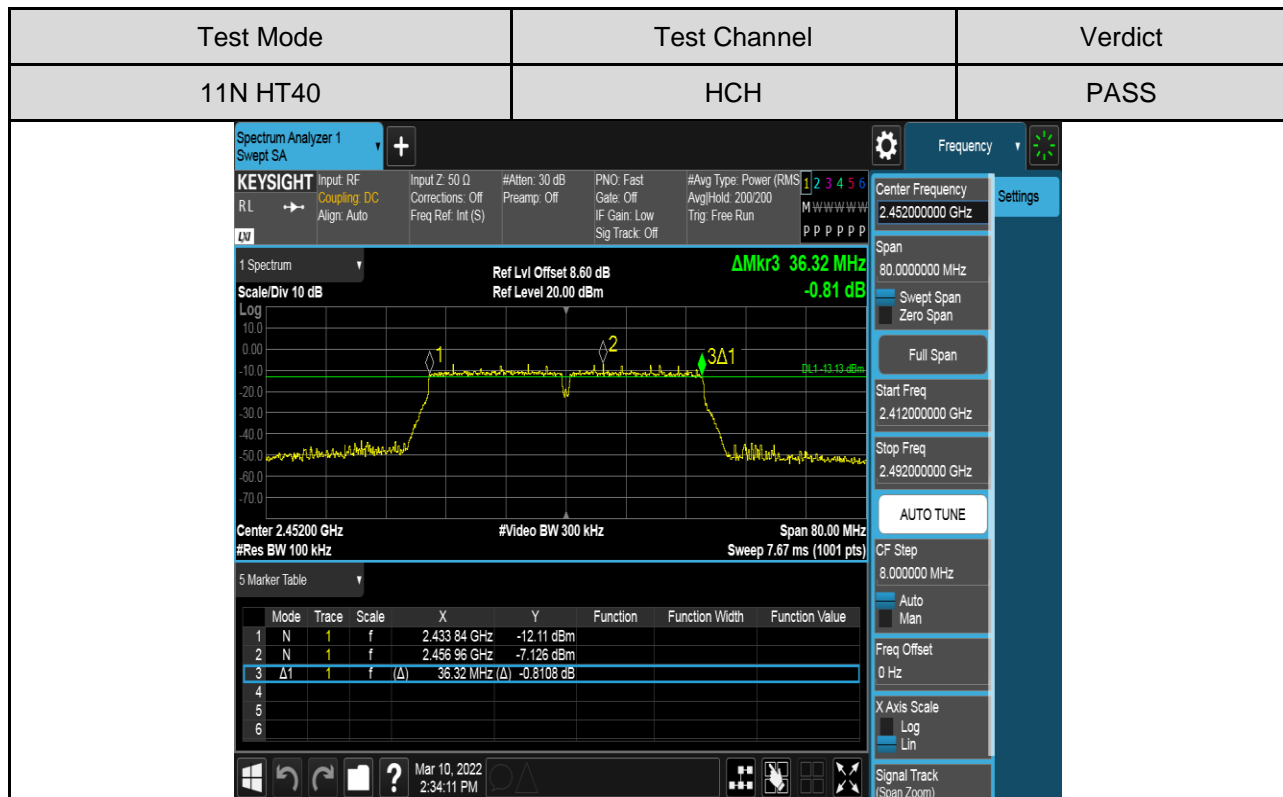 Test Mode Test Channel Verdict
11N HT40 HCH PASS
Spectrum Analyzer 1
Swept SA
+
Frequency
KEYSIGHT Input: RF Input Z: 50 Ω #Atten: 30 dB PNO: Fast #Avg Type: Power (RMS 1 2 3 4 5 6
RL Coupling: DC Corrections: Off Preamp: Off Gate: Off Avg|Hold: 200/200 M W W W W W
Align: Auto Freq Ref: Int (S) IF Gain: Low Trig: Free Run
LXI Sig Track: Off P P P P P P
1 Spectrum Ref Lvl Offset 8.60 dB ΔMkr3 36.32 MHz
Scale/Div 10 dB Ref Level 20.00 dBm -0.81 dB
Log
10.0
0.00
-10.0
-20.0
-30.0
-40.0
-50.0
-60.0
-70.0
1 2 3Δ1
DL1 -13.13 dBm
Center 2.45200 GHz #Video BW 300 kHz Span 80.00 MHz
#Res BW 100 kHz Sweep 7.67 ms (1001 pts)
5 Marker Table
Mode Trace Scale X Y Function Function Width Function Value
1 N 1 f 2.433 84 GHz -12.11 dBm
2 N 1 f 2.456 96 GHz -7.126 dBm
3 Δ1 1 f (Δ) 36.32 MHz (Δ) -0.8108 dB
4
5
6
?
Mar 10, 2022
2:34:11 PM
Center Frequency
2.452000000 GHz
Settings
Span
80.0000000 MHz
Swept Span
Zero Span
Full Span
Start Freq
2.412000000 GHz
Stop Freq
2.492000000 GHz
AUTO TUNE
CF Step
8.000000 MHz
Auto
Man
Freq Offset
0 Hz
X Axis Scale
Log
Lin
Signal Track
(Span Zoom)